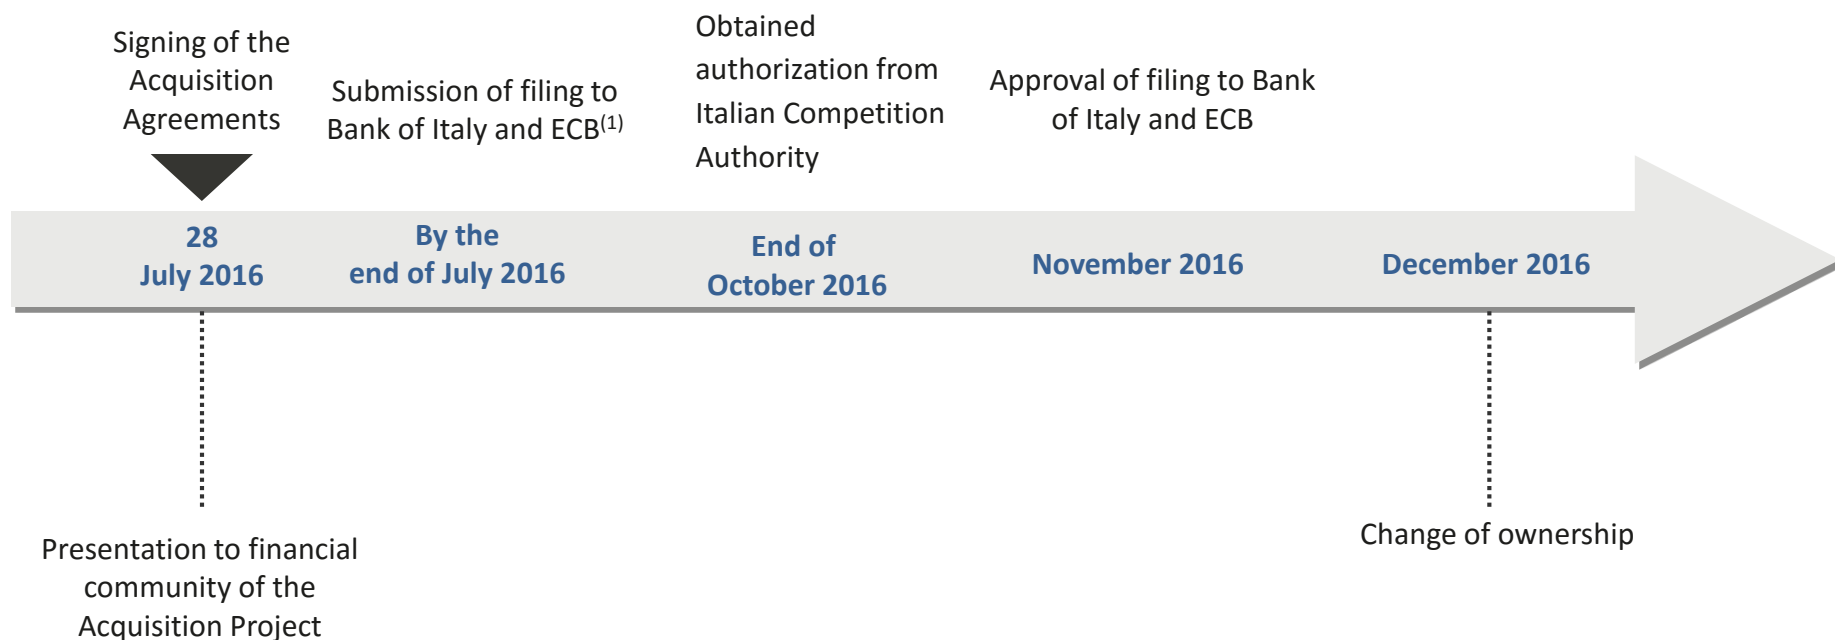 Signing of the
Acquisition
Agreements
Submission of filing to
Bank of Italy and ECB(1)
Obtained
authorization from
Italian Competition
Authority
Approval of filing to Bank
of Italy and ECB
28
July 2016
By the
end of July 2016
End of
October 2016
November 2016
December 2016
Presentation to financial
community of the
Acquisition Project
Change of ownership